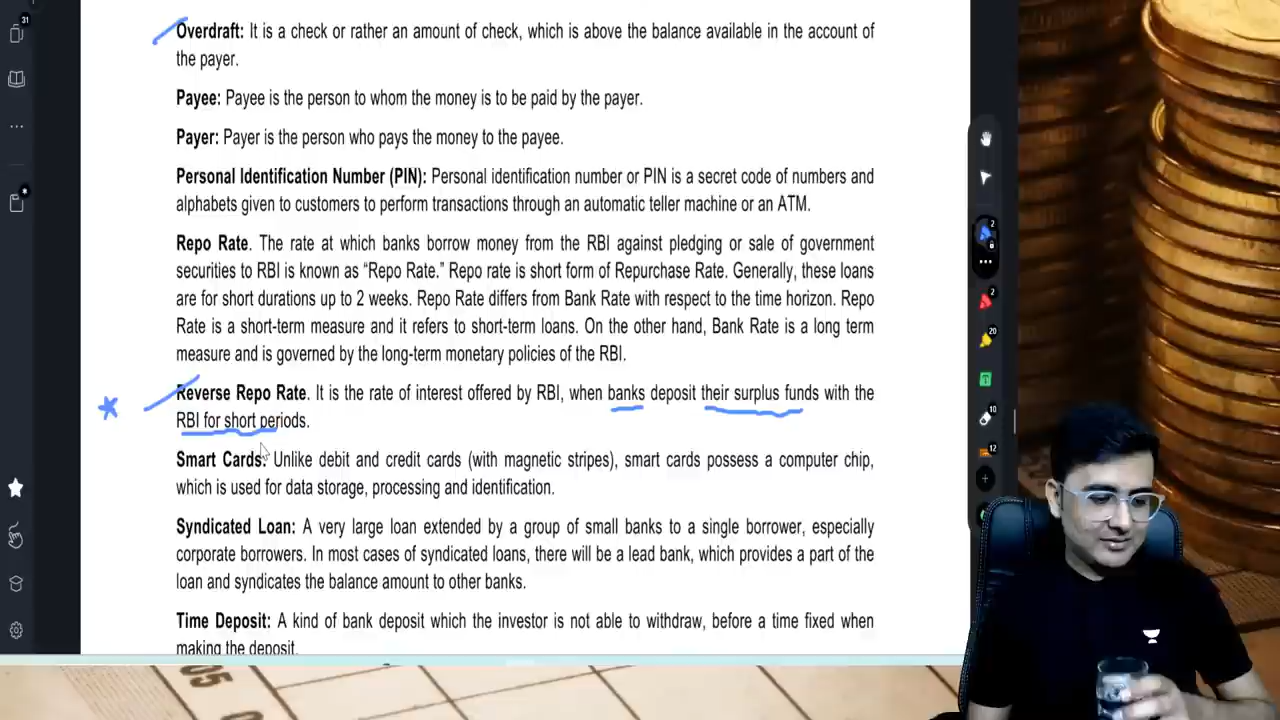 31
Overdraft: It is a check or rather an amount of check, which is above the balance available in the account of
the payer.
Payee: Payee is the person to whom the money is to be paid by the payer.
Payer: Payer is the person who pays the money to the payee.
Personal Identification Number (PIN): Personal identification number or PIN is a secret code of numbers and
alphabets given to customers to perform transactions through an automatic teller machine or an ATM.
Repo Rate. The rate at which banks borrow money from the RBI against pledging or sale of government
securities to RBI is known as “Repo Rate.” Repo rate is short form of Repurchase Rate. Generally, these loans
are for short durations up to 2 weeks. Repo Rate differs from Bank Rate with respect to the time horizon. Repo
Rate is a short-term measure and it refers to short-term loans. On the other hand, Bank Rate is a long term
measure and is governed by the long-term monetary policies of the RBI.
Reverse Repo Rate. It is the rate of interest offered by RBI, when banks deposit their surplus funds with the
RBI for short periods.
Smart Cards: Unlike debit and credit cards (with magnetic stripes), smart cards possess a computer chip,
which is used for data storage, processing and identification.
Syndicated Loan: A very large loan extended by a group of small banks to a single borrower, especially
corporate borrowers. In most cases of syndicated loans, there will be a lead bank, which provides a part of the
loan and syndicates the balance amount to other banks.
Time Deposit: A kind of bank deposit which the investor is not able to withdraw, before a time fixed when
making the deposit.
2
2
20
T
10
12
05